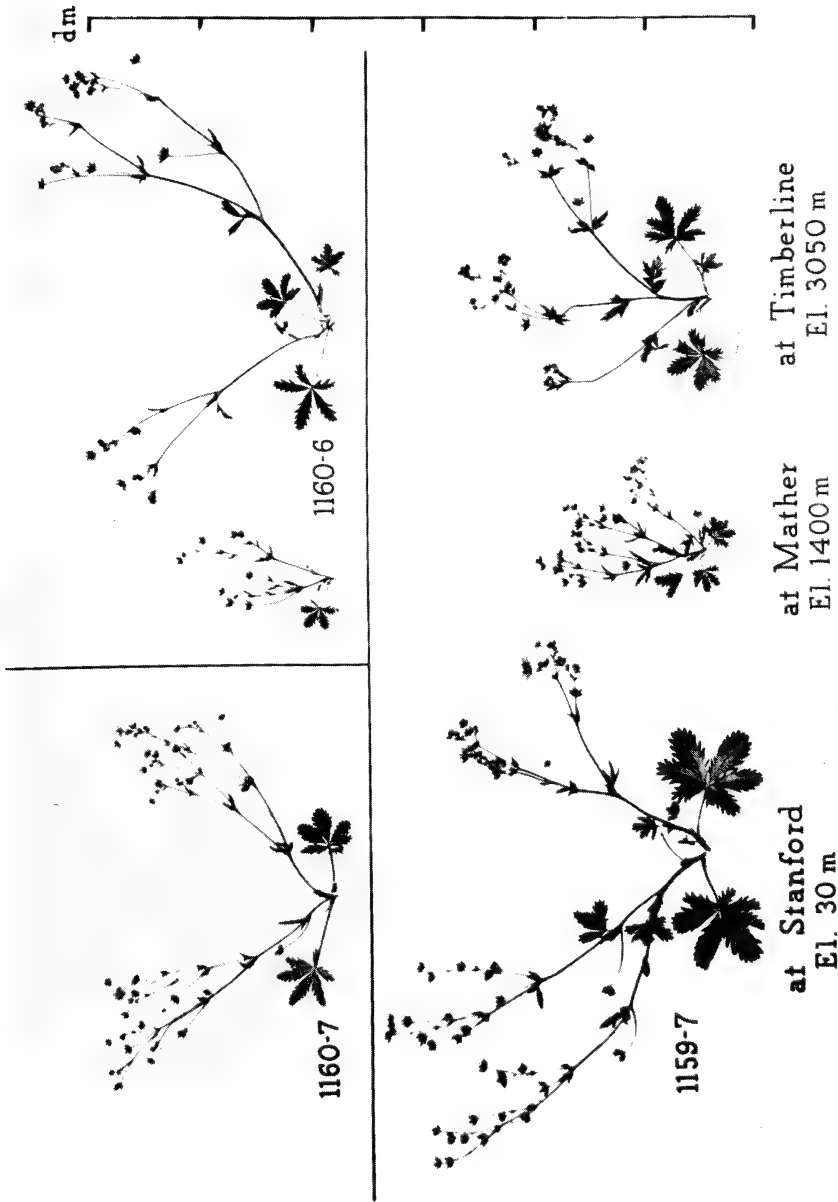 dm
1160-7
1160-6
1159-7
at Stanford
El. 30 m
at Mather
El. 1400 m
at Timberline
El. 3050 m